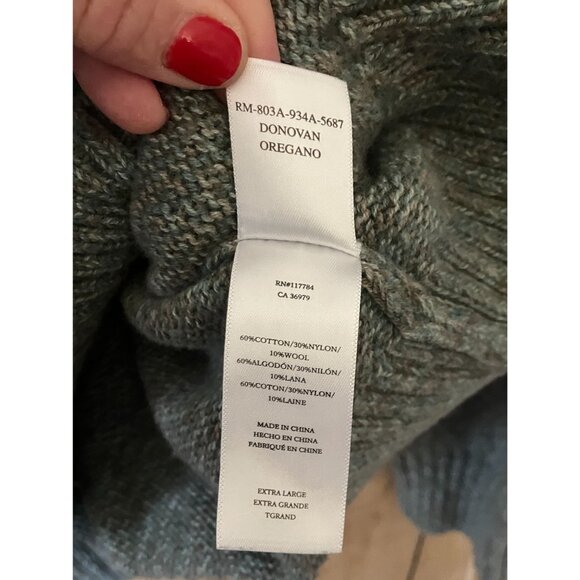 RM-803A-934A-5687
DONOVAN
OREGANO
RN#117784
CA 36979
60%COTTON/30%NYLON/
10%WOOL
60%ALGODÓN/30%NILÓN/
10%LANA
60%COTON/30%NYLON/
10%LAINE
MADE IN CHINA
HECHO EN CHINA
FABRIQUÉ EN CHINE
EXTRA LARGE
EXTRA GRANDE
TGRAND